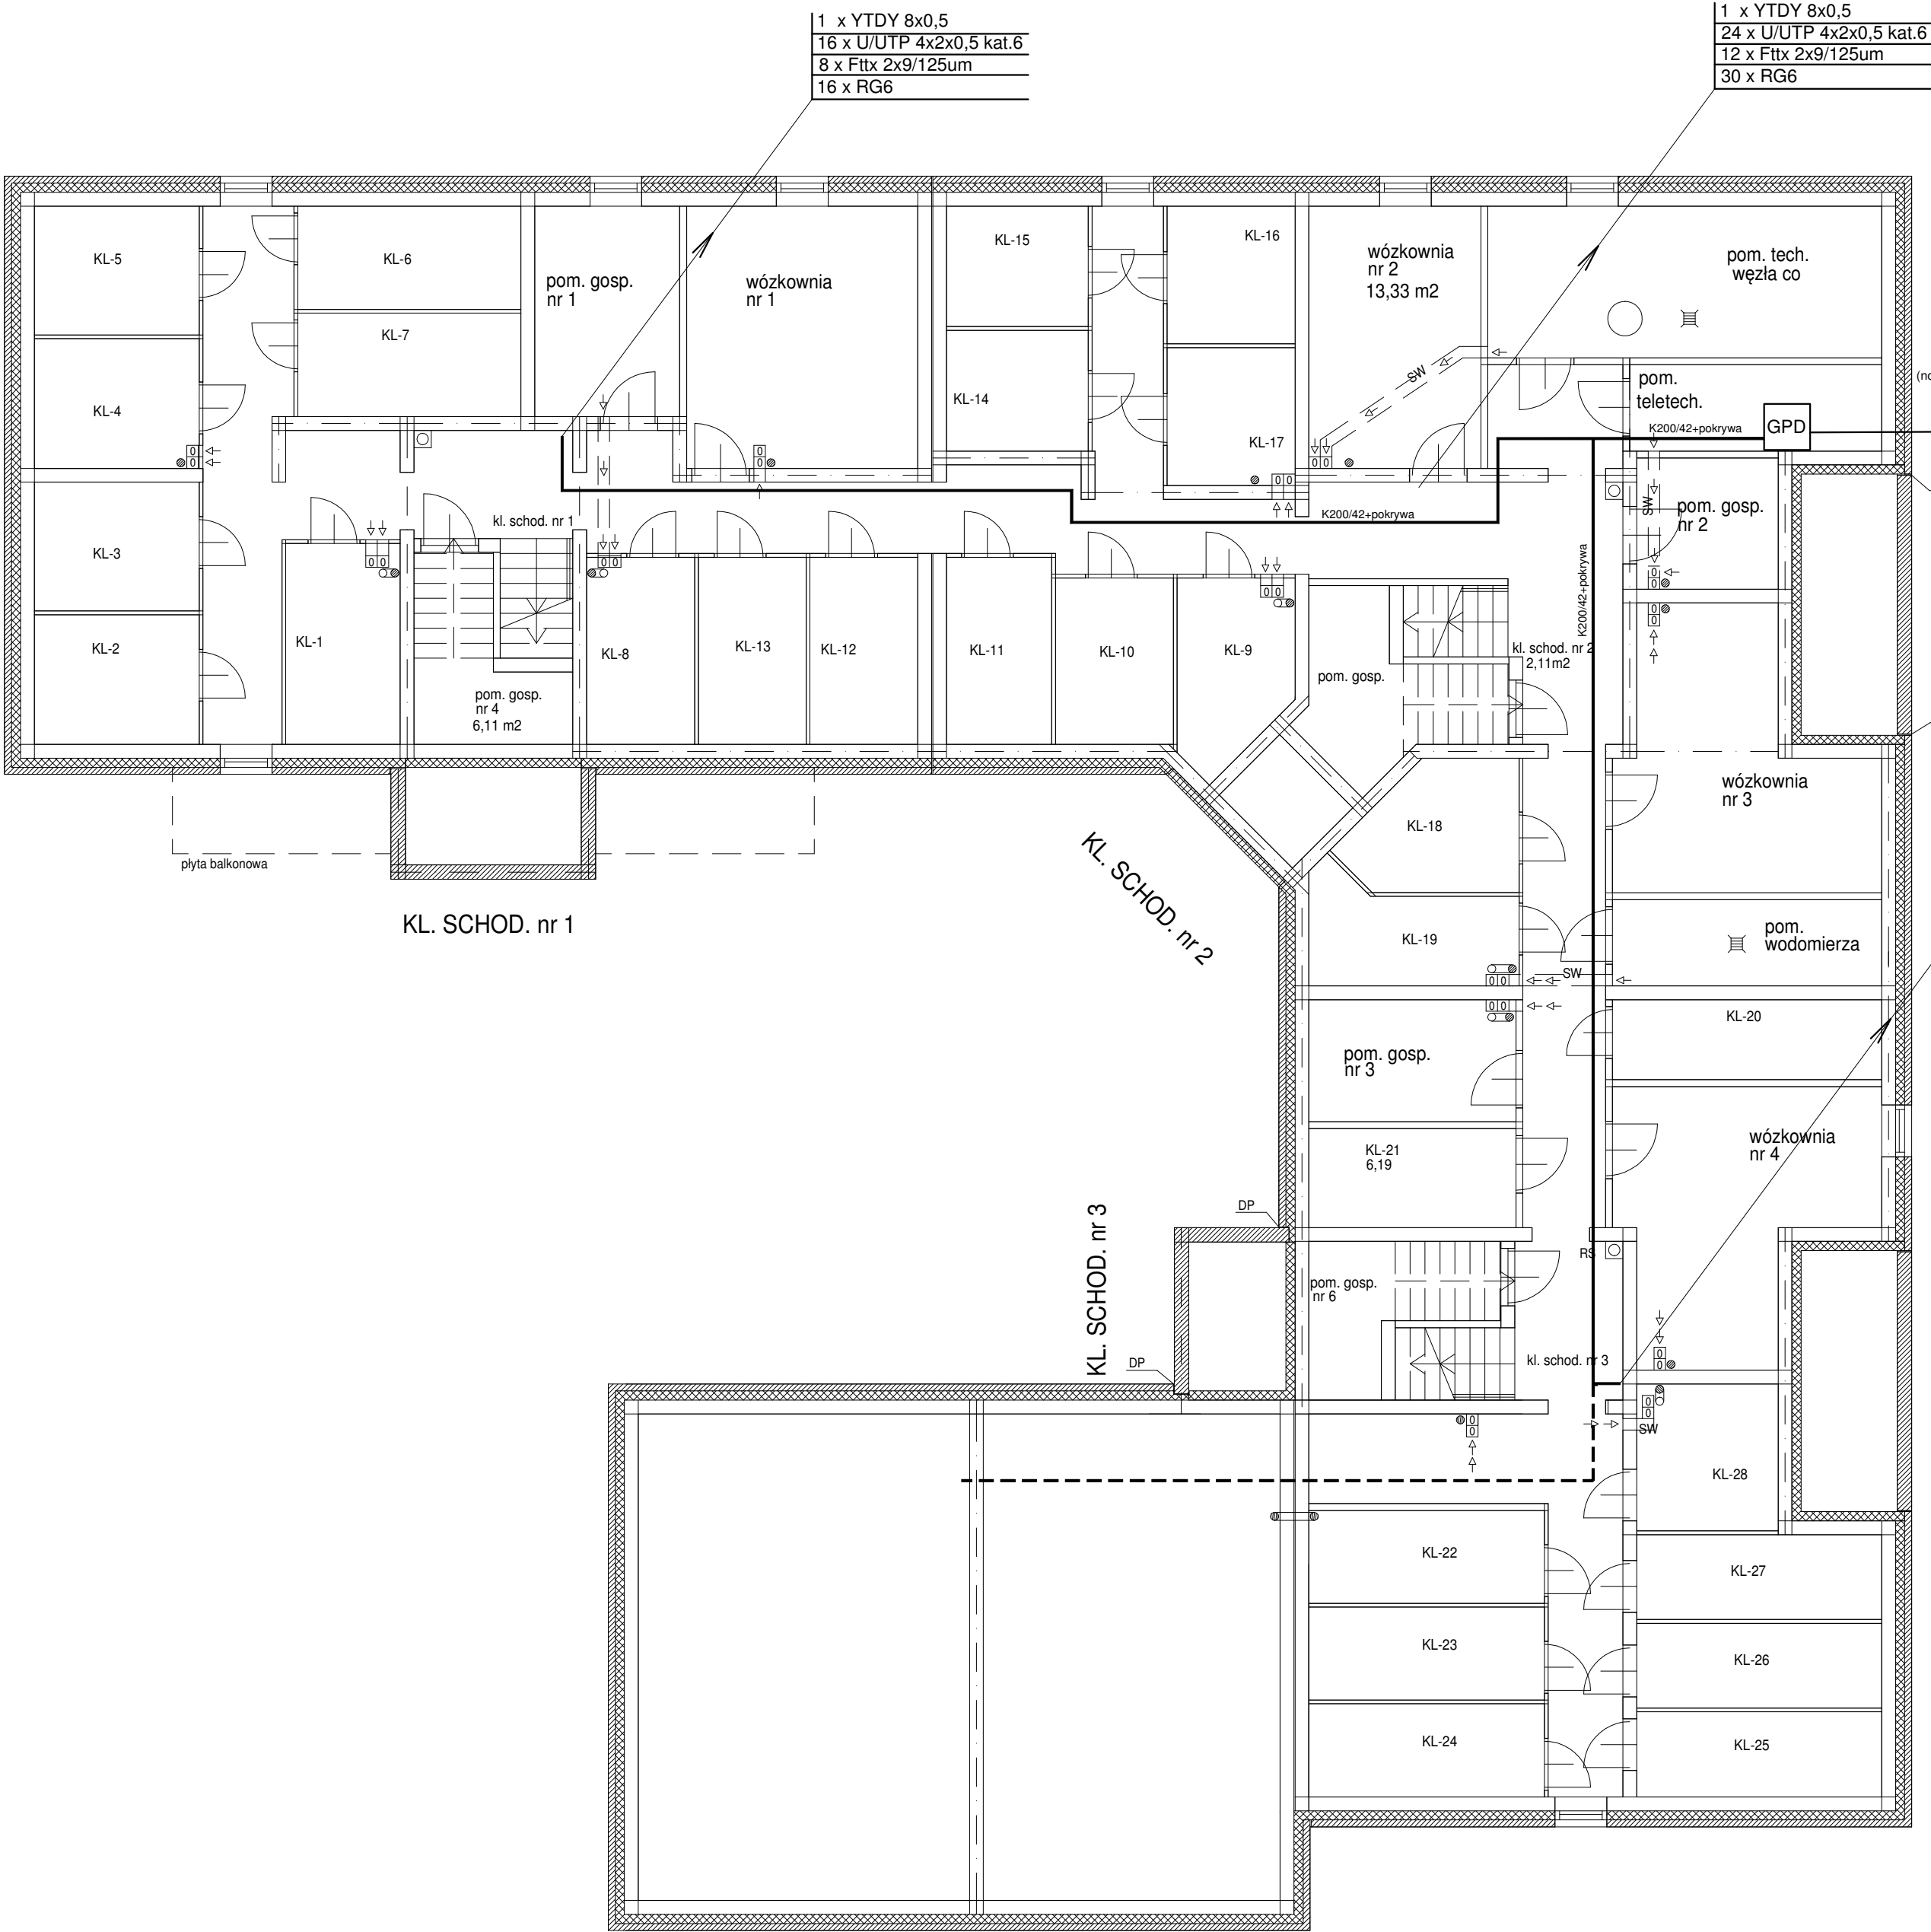 1 x YTDY 8x0,5
16 x U/UTP 4x2x0,5 kat.6
8 x Fttx 2x9/125um
16 x RG6
1 x YTDY 8x0,5
24 x U/UTP 4x2x0,5 kat.6
12 x Fttx 2x9/125um
30 x RG6
KL-5
KL-6
pom. gosp.
nr 1
wózkownia
nr 1
KL-15
KL-16
wózkownia
nr 2
13,33 m2
pom. tech.
węzła co
KL-7
KL-4
KL-14
KL-17
SW
pom.
teletech.
K200/42+pokrywa
GPD
KL-3
kl. schod. nr 1
K200/42+pokrywa
SW
pom. gosp.
nr 2
K200/42+pokrywa
KL-2
KL-1
KL-8
KL-13
KL-12
KL-11
KL-10
KL-9
pom. gosp.
kl. schod. nr 2
2,11m2
pom. gosp.
nr 4
6,11 m2
wózkownia
nr 3
płyta balkonowa
KL. SCHOD. nr 1
KL. SCHOD. nr 2
KL-18
KL-19
pom.
wodomierza
SW
KL-20
pom. gosp.
nr 3
wózkownia
nr 4
KL-21
6,19
DP
KL. SCHOD. nr 3
RS
pom. gosp.
nr 6
DP
kl. schod. nr 3
SW
KL-28
KL-22
KL-27
KL-23
KL-26
KL-24
KL-25